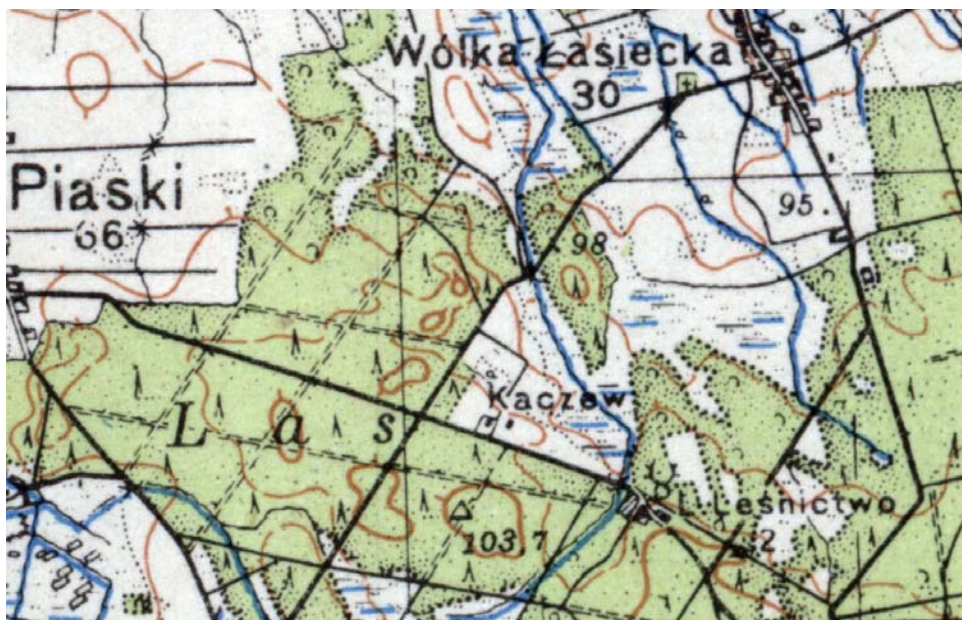 Wólka Łasiecka
30
Piaski
66
95.
98
Kaczew
Las
L. Leśnictwo
2
103.7